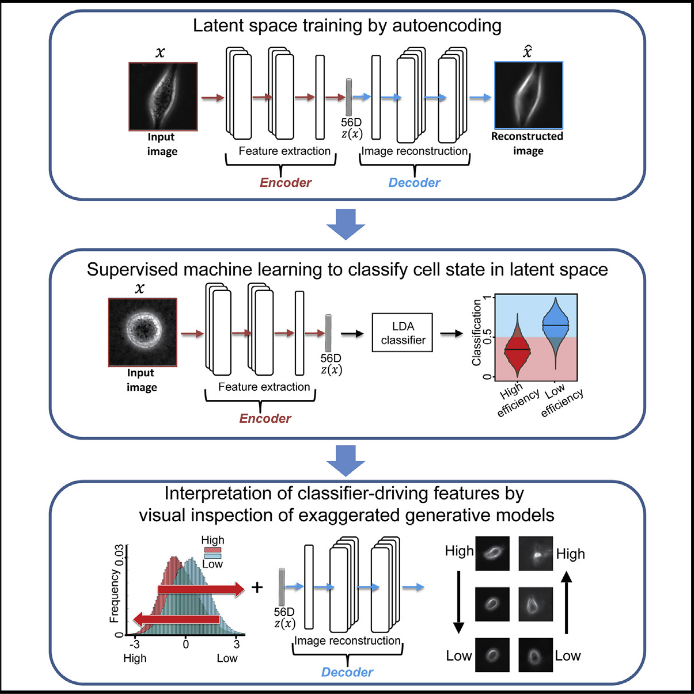 Latent space training by autoencoding
x
x̂
Input
image
56D
z(x)
Reconstructed
image
Feature extraction
Image reconstruction
Encoder
Decoder
Supervised machine learning to classify cell state in latent space
x
Input
image
56D
z(x)
Feature extraction
Encoder
LDA
classifier
Classification
1
0.5
0
High
efficiency
Low
efficiency
Interpretation of classifier-driving features by
visual inspection of exaggerated generative models
High
Low
Frequency
0.03
0
-3
0
3
High
Low
+
56D
z(x)
Image reconstruction
Decoder
High
Low
High
Low